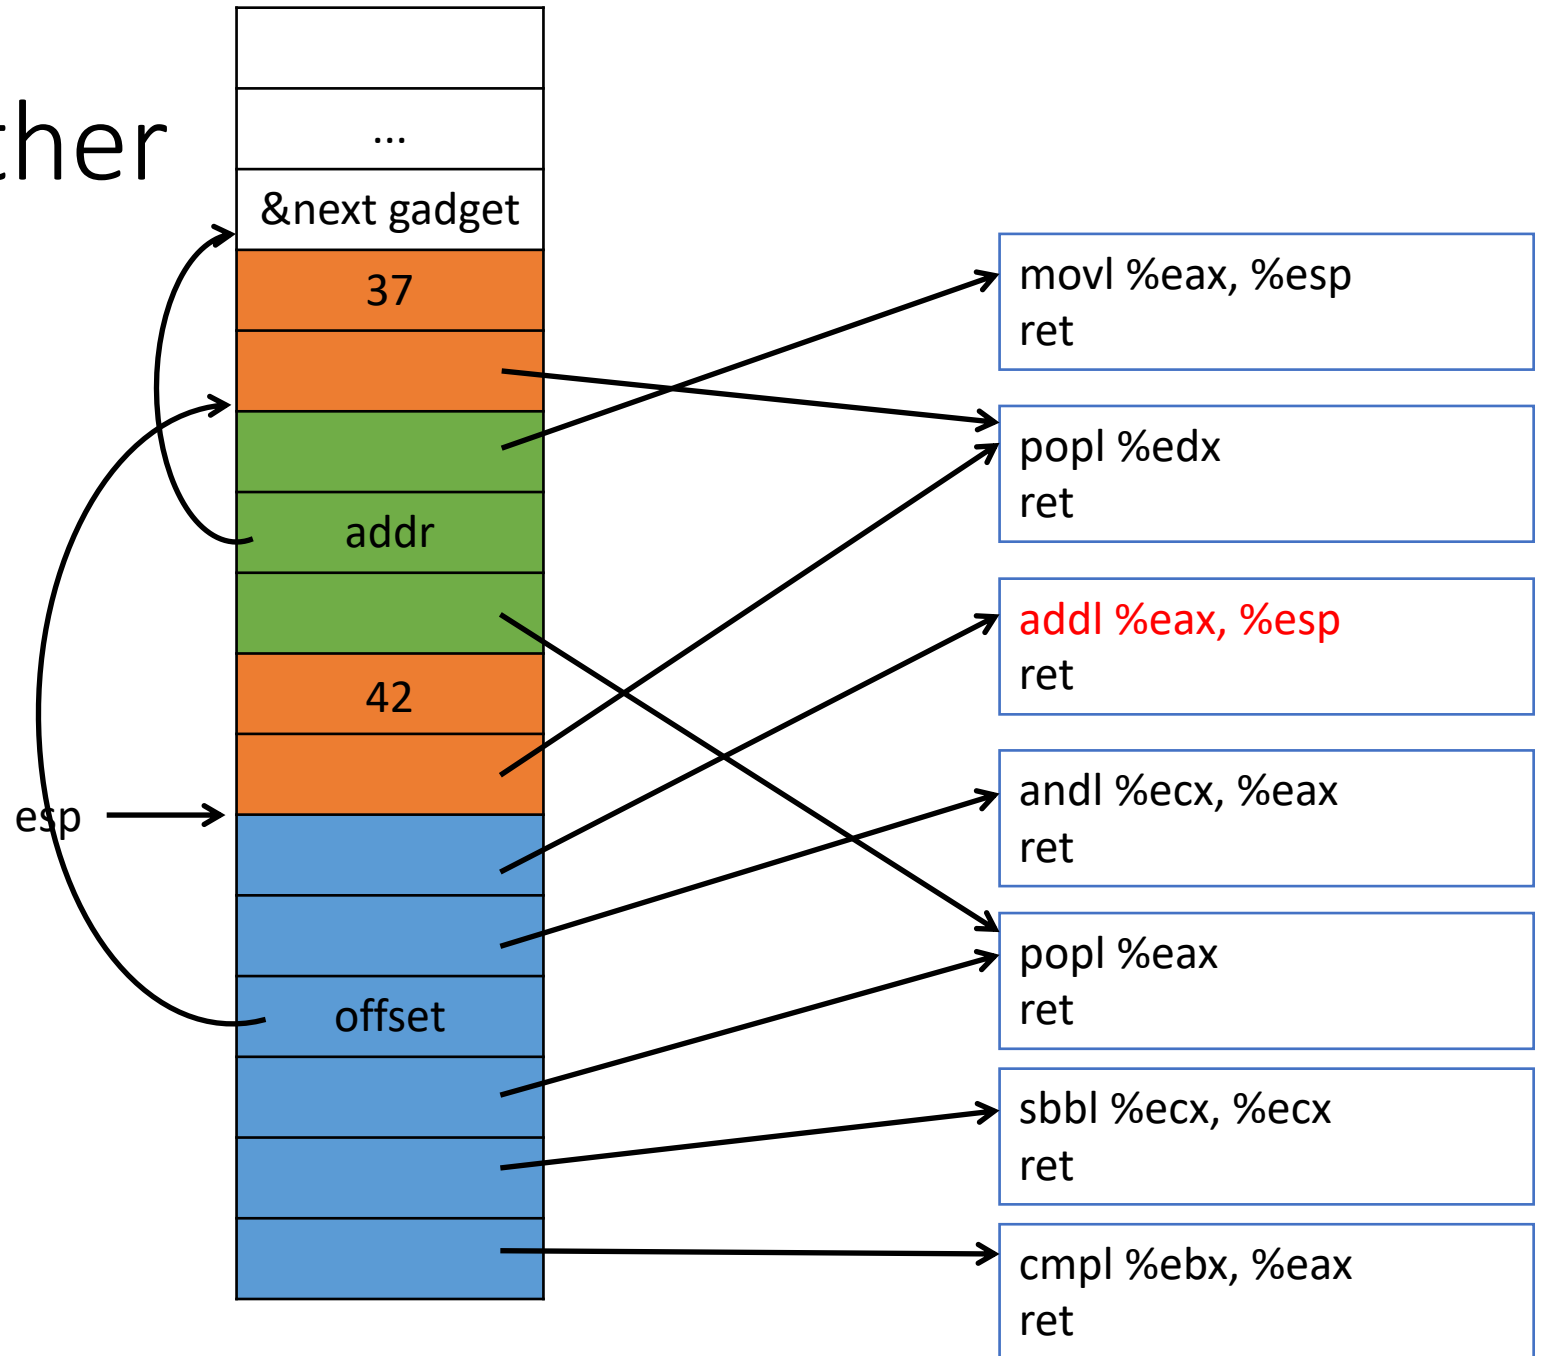 ther
...
&next gadget
37
addr
42
esp
offset
movl %eax, %esp
ret
popl %edx
ret
addl %eax, %esp
ret
andl %ecx, %eax
ret
popl %eax
ret
sbbl %ecx, %ecx
ret
cmpl %ebx, %eax
ret